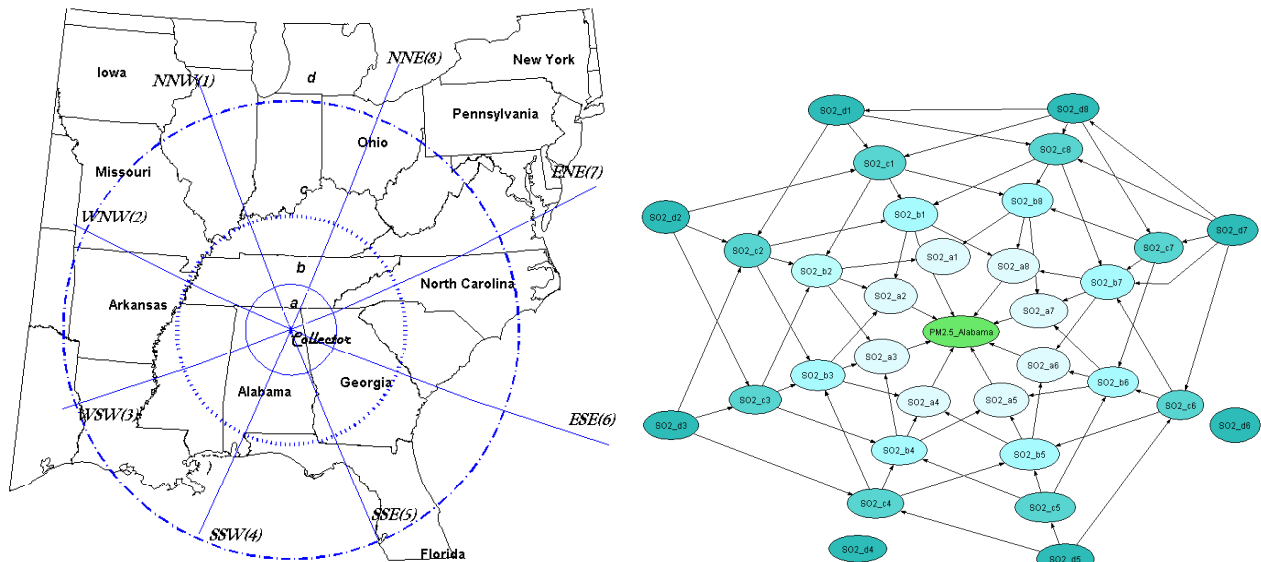 New York
NNE(8)
Iowa
NNW(1)
d
Pennsylvania
Ohio
Missouri
ENE(7)
c
WNW(2)
b
North Carolina
Arkansas
a
Collector
Georgia
Alabama
WSW(3)
ESE(6)
SSE(5)
SSW(4)
Florida
SO2_d1
SO2_d8
SO2_c8
SO2_c1
SO2_b8
SO2_b1
SO2_d2
SO2_d7
SO2_c7
SO2_c2
SO2_a1
SO2_a8
SO2_b2
SO2_b7
SO2_a2
SO2_a7
PM2.5_Alabama
SO2_a3
SO2_a6
SO2_b3
SO2_b6
SO2_c3
SO2_a4
SO2_a5
SO2_c6
SO2_d3
SO2_d6
SO2_b4
SO2_b5
SO2_c4
SO2_c5
SO2_d4
SO2_d5